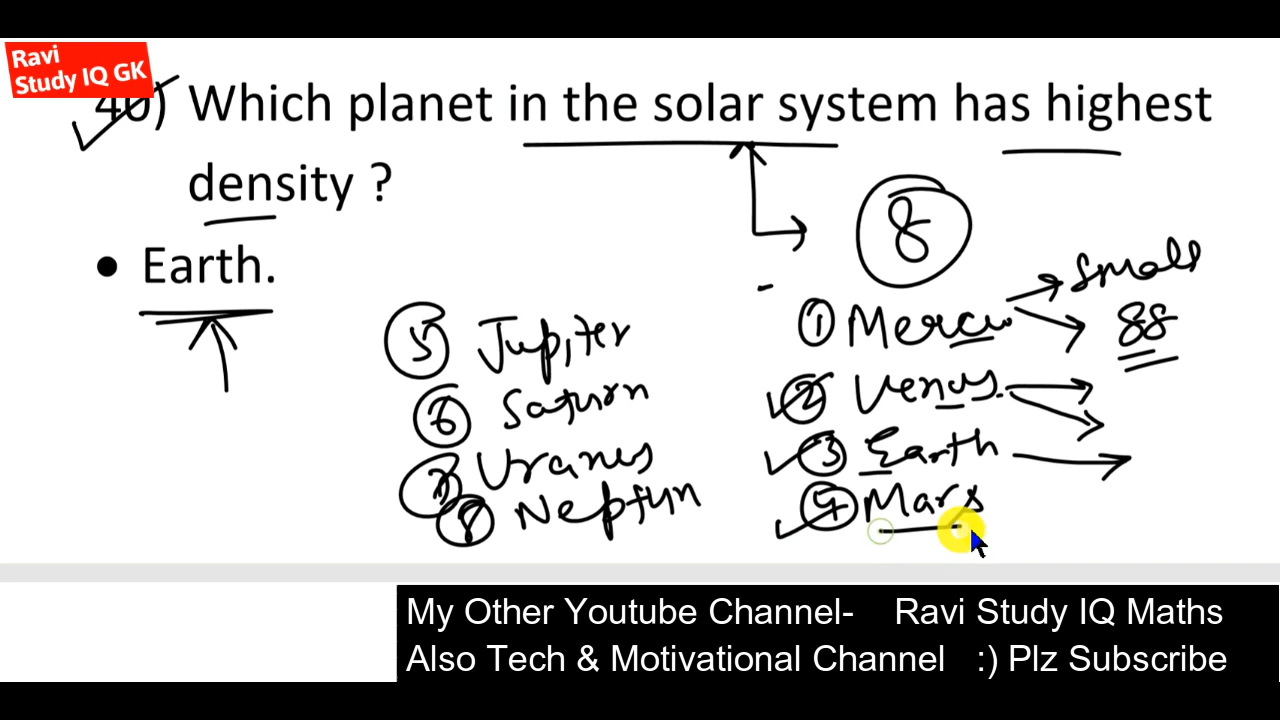 Ravi
Study IQ GK
40) Which planet in the solar system has highest
density ?
8
• Earth.
① Mercu
small
88
② Venus
③ Earth
④ Mars
⑤ Jupiter
⑥ Saturn
⑦ Uranus
⑧ Neptun
My Other Youtube Channel- Ravi Study IQ Maths
Also Tech & Motivational Channel :) Plz Subscribe